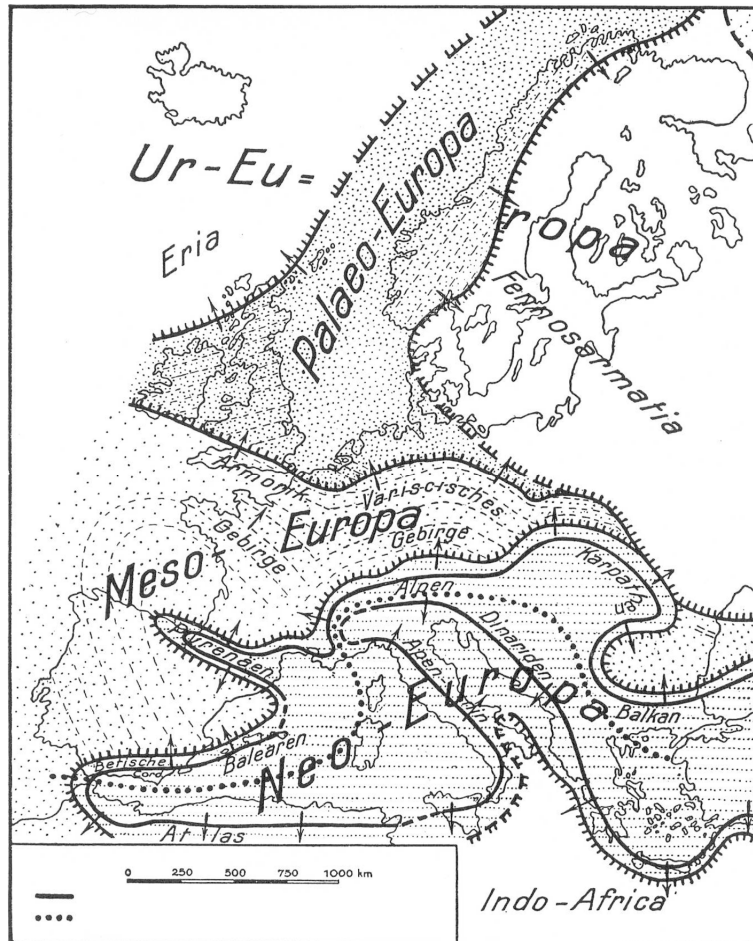 Ur-Eu=
ropa
Eria
Palaeo-Europa
Fennosarmatia
Armorik.
Gebirge
Variscisches
Gebirge
Meso-
Europa
Karpathen
Alpen
Pyrenäen
Dinariden
Apennin
Neo-Europa
Balkan
Balearen
Betische
Cord.
Atlas
0 250 500 750 1000 km
Indo-Africa